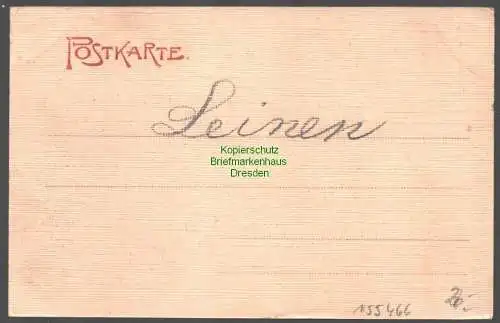 POSTKARTE.
Leinen
Kopierschutz
Briefmarkenhaus
Dresden
155466